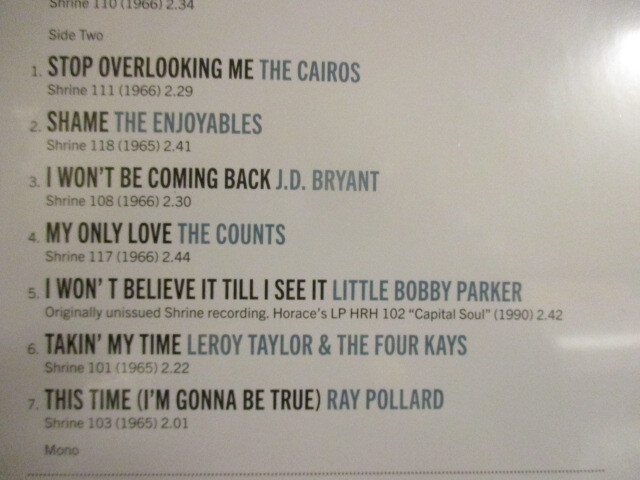 Shrine 110 (1966) 2.34
Side Two
1. STOP OVERLOOKING ME THE CAIROS
Shrine 111 (1966) 2.29
2. SHAME THE ENJOYABLES
Shrine 118 (1965) 2.41
3. I WON'T BE COMING BACK J.D. BRYANT
Shrine 108 (1966) 2.30
4. MY ONLY LOVE THE COUNTS
Shrine 117 (1966) 2.44
5. I WON' T BELIEVE IT TILL I SEE IT LITTLE BOBBY PARKER
Originally unissued Shrine recording. Horace's LP HRH 102 "Capital Soul" (1990) 2.42
6. TAKIN' MY TIME LEROY TAYLOR & THE FOUR KAYS
Shrine 101 (1965) 2.22
7. THIS TIME (I'M GONNA BE TRUE) RAY POLLARD
Shrine 103 (1965) 2.01
Mono